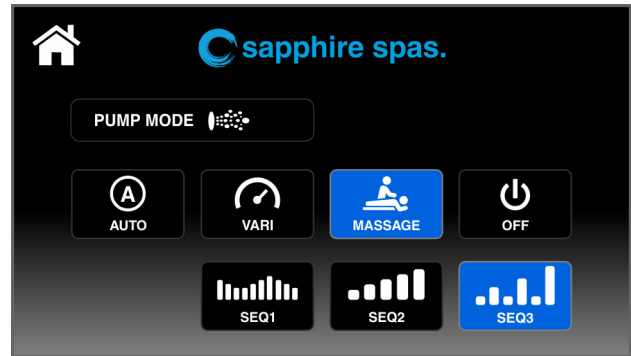 sapphire spas.
PUMP MODE
A
AUTO
VARI
MASSAGE
OFF
SEQ1
SEQ2
SEQ3